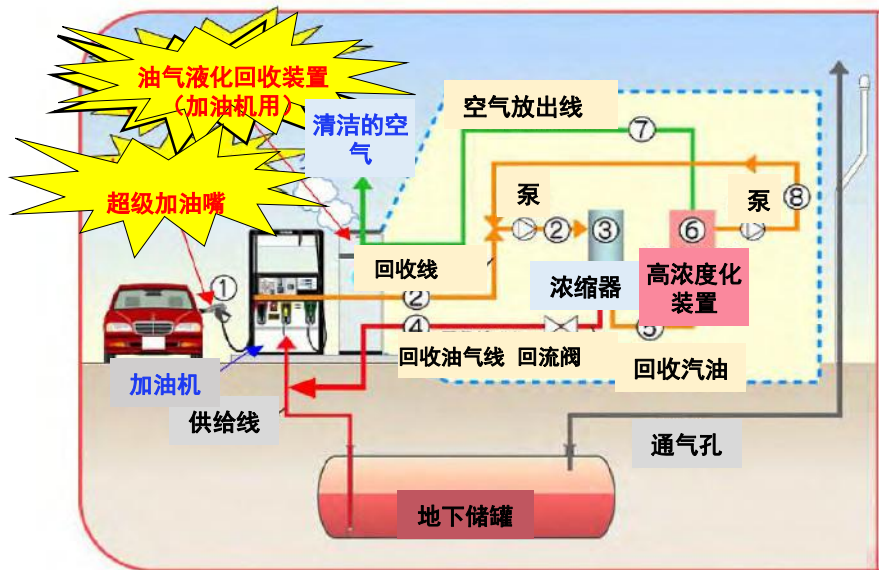 油气液化回收装置
（加油机用）
清洁的空
气
超级加油嘴
空气放出线
⑦
泵
泵
⑧
②
③
⑥
①
回收线
②
浓缩器
高浓度化
装置
④
⑤
回收油气线
回流阀
回收汽油
加油机
供给线
通气孔
地下储罐